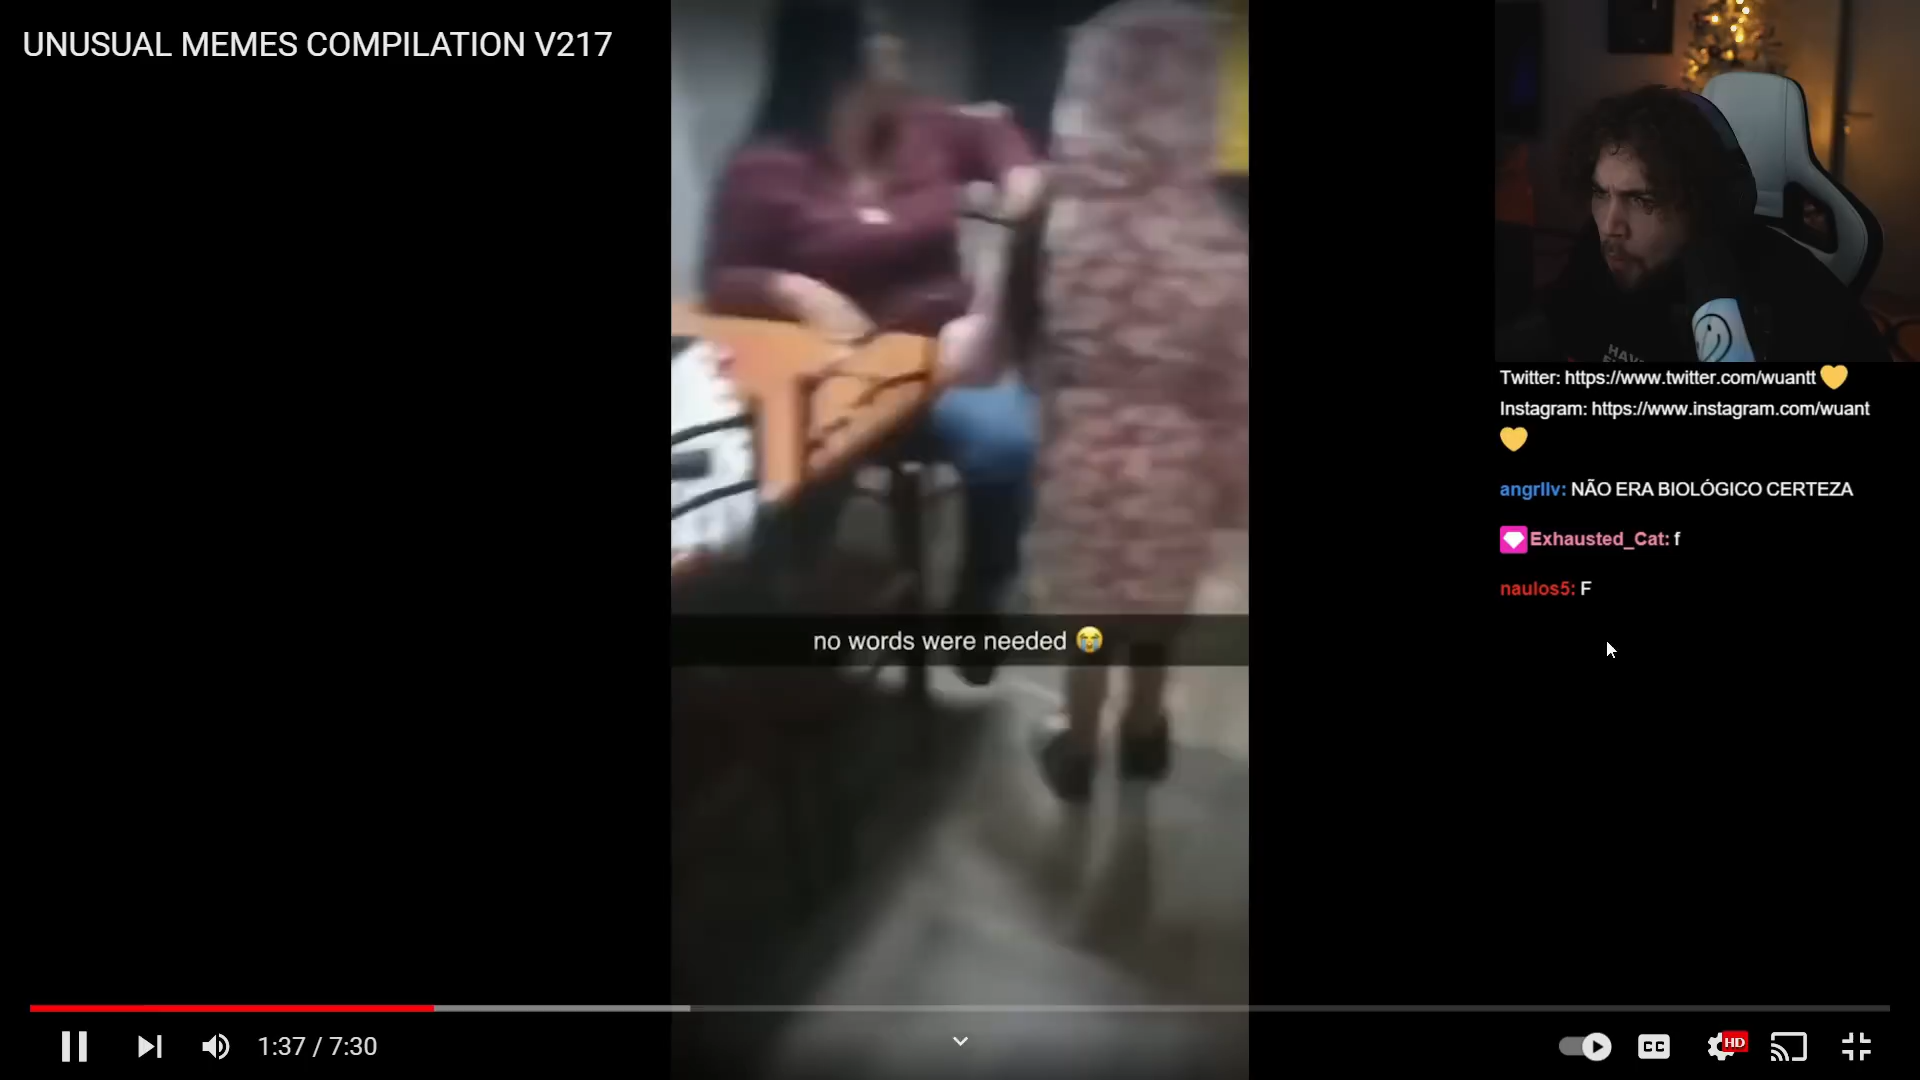 UNUSUAL MEMES COMPILATION V217
Twitter: https://www.twitter.com/wuantt 💛
Instagram: https://www.instagram.com/wuant
💛
angrllv: NÃO ERA BIOLÓGICO CERTEZA
Exhausted_Cat: f
naulos5: F
no words were needed 😭
1:37 / 7:30
CC
HD